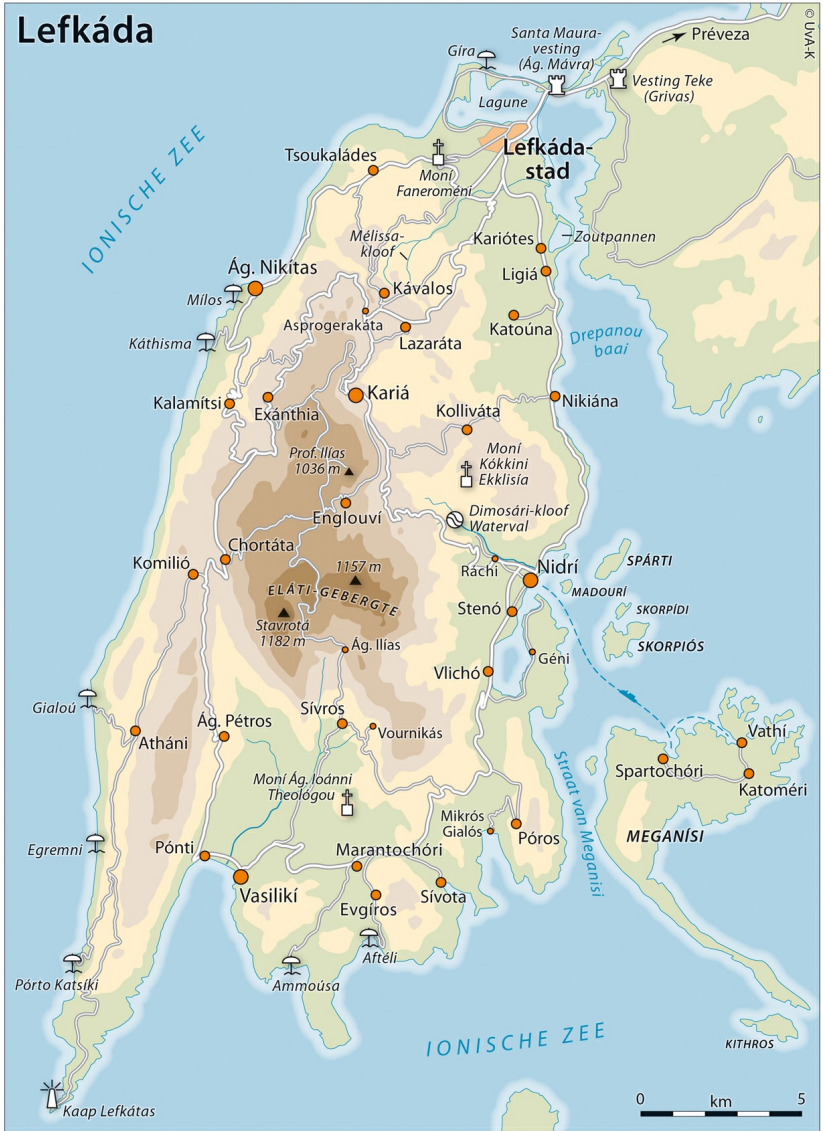 Lefkáda
© UvA-K
Gíra
Santa Maura-
vesting
(Ág. Mávra)
Préveza
Vesting Teke
(Grivas)
Lagune
Lefkáda-
stad
Tsoukaládes
Moní
Faneroméni
IONISCHE ZEE
Mélissa-
kloof
Kariótes
Zoutpannen
Ligiá
Ág. Nikítas
Mílos
Kávalos
Asprogerakáta
Lazaráta
Katoúna
Drepanou
baai
Káthisma
Kalamítsi
Exánthia
Kariá
Kolliváta
Nikiána
Prof. Ilías
1036 m
Moní
Kókkini
Ekklisía
Englouví
Dimosári-kloof
Waterval
Chortáta
Komilió
1157 m
ELÁTI-GEBERGTE
Stavrotá
1182 m
Ráchi
Nidrí
SPÁRTI
MADOURÍ
SKORPÍDI
SKORPIÓS
Stenó
Ág. Ilías
Géni
Vlichó
Gialoú
Atháni
Ág. Pétros
Sívros
Vournikás
Vathí
Spartochóri
Katoméri
Straat van Meganisi
Moní Ág. Ioánni
Theológou
Mikrós
Gialós
Póros
MEGANÍSI
Egremni
Pónti
Vasilikí
Marantochóri
Evgíros
Sívota
Aftéli
Ammoúsa
Pórto Katsíki
IONISCHE ZEE
KITHROS
Kaap Lefkátas
0 km 5